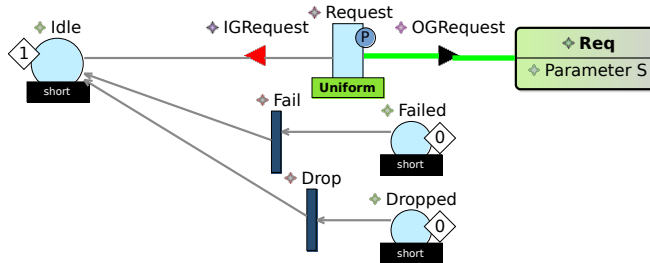 Request
Idle
IGRequest
OGRequest
1
P
Req
Parameter S
short
Uniform
Fail
Failed
0
short
Drop
Dropped
0
short